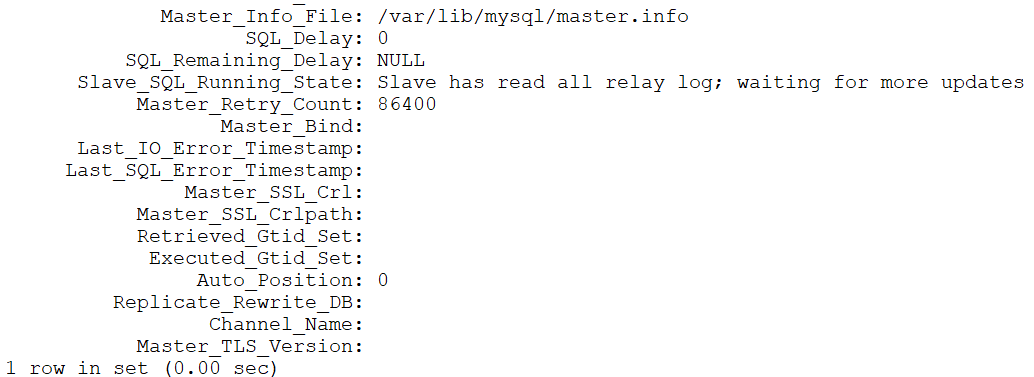 Master_Info_File: /var/lib/mysql/master.info
SQL_Delay: 0
SQL_Remaining_Delay: NULL
Slave_SQL_Running_State: Slave has read all relay log; waiting for more updates
Master_Retry_Count: 86400
Master_Bind:
Last_IO_Error_Timestamp:
Last_SQL_Error_Timestamp:
Master_SSL_Crl:
Master_SSL_Crlpath:
Retrieved_Gtid_Set:
Executed_Gtid_Set:
Auto_Position: 0
Replicate_Rewrite_DB:
Channel_Name:
Master_TLS_Version:
1 row in set (0.00 sec)